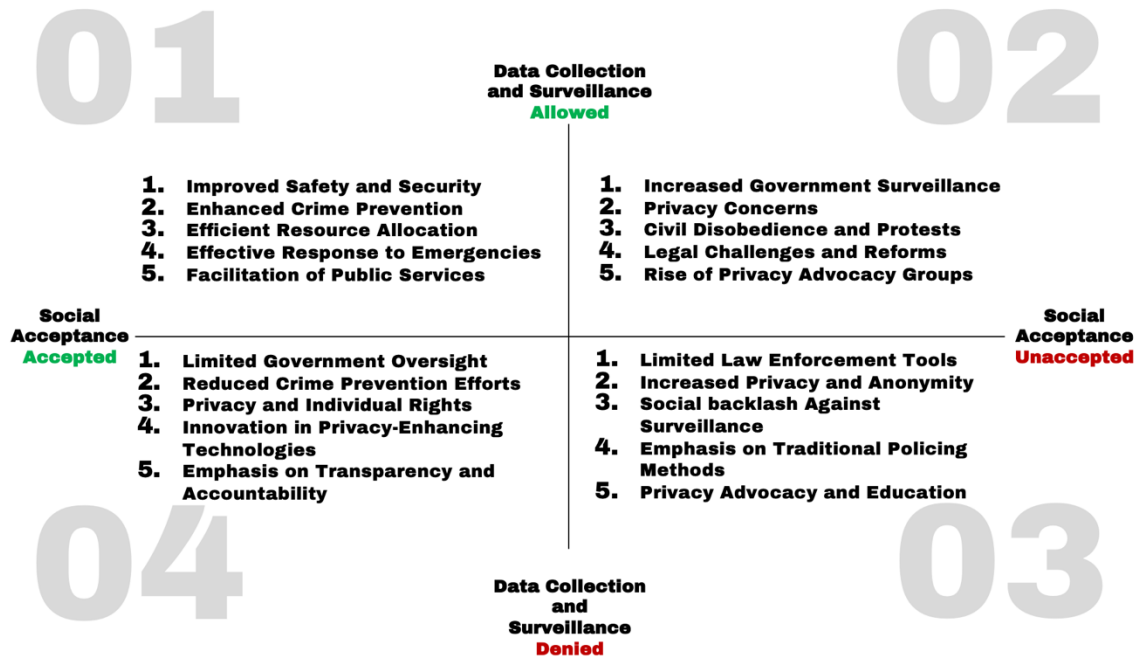 01
02
Data Collection
and Surveillance
Allowed
1. Improved Safety and Security
2. Enhanced Crime Prevention
3. Efficient Resource Allocation
4. Effective Response to Emergencies
5. Facilitation of Public Services
1. Increased Government Surveillance
2. Privacy Concerns
3. Civil Disobedience and Protests
4. Legal Challenges and Reforms
5. Rise of Privacy Advocacy Groups
Social
Acceptance
Accepted
Social
Acceptance
Unaccepted
1. Limited Government Oversight
2. Reduced Crime Prevention Efforts
3. Privacy and Individual Rights
4. Innovation in Privacy-Enhancing
Technologies
5. Emphasis on Transparency and
Accountability
1. Limited Law Enforcement Tools
2. Increased Privacy and Anonymity
3. Social backlash Against
Surveillance
4. Emphasis on Traditional Policing
Methods
5. Privacy Advocacy and Education
04
03
Data Collection
and
Surveillance
Denied